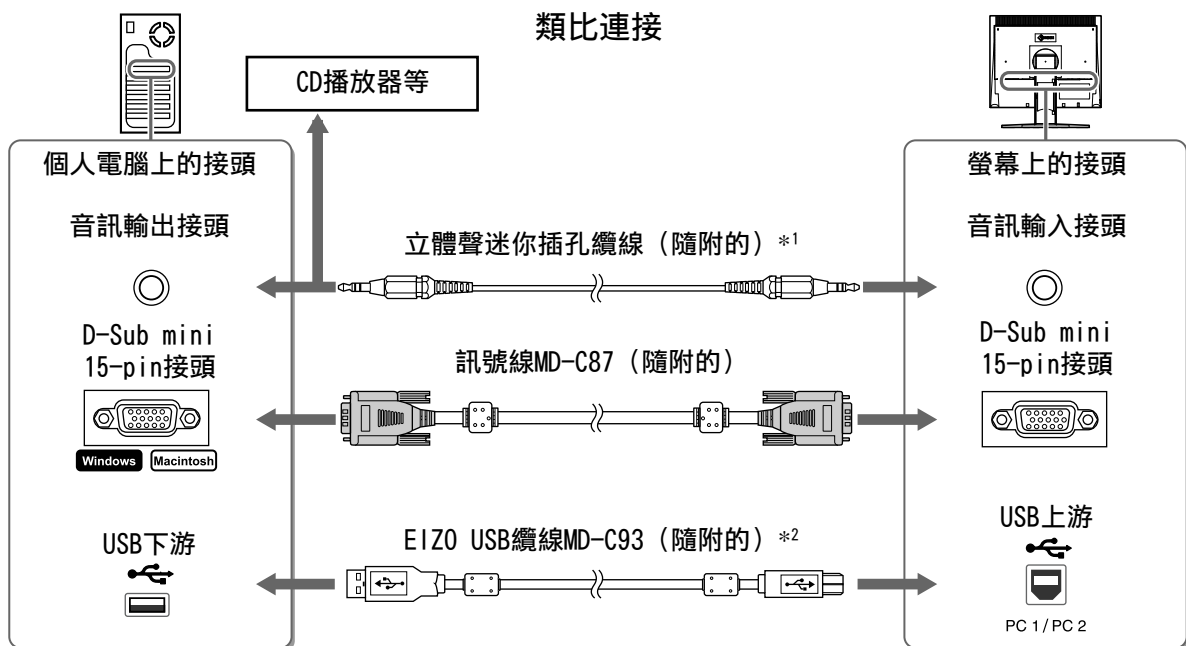 類比連接
CD播放器等
個人電腦上的接頭
音訊輸出接頭
D-Sub mini
15-pin接頭
Windows Macintosh
USB下游
立體聲迷你插孔纜線（隨附的）*1
訊號線MD-C87（隨附的）
EIZO USB纜線MD-C93（隨附的）*2
螢幕上的接頭
音訊輸入接頭
D-Sub mini
15-pin接頭
USB上游
PC 1/PC 2